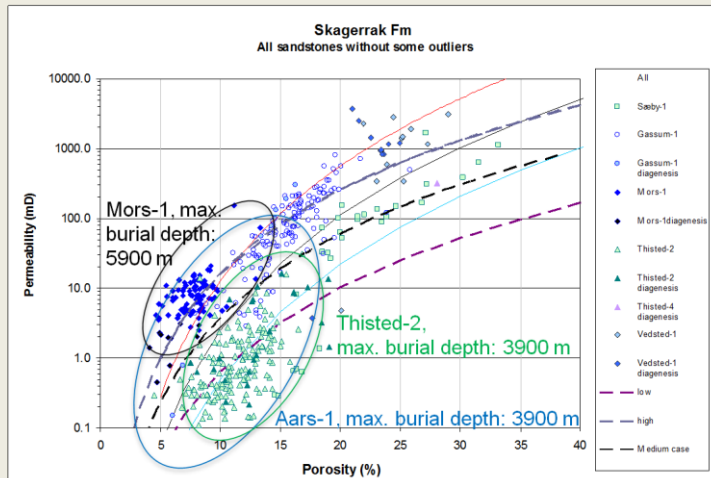 Skagerrak Fm
All sandstones without some outliers
10000.0
1000.0
100.0
10.0
1.0
0.1
Permeability (mD)
0 5 10 15 20 25 30 35 40
Porosity (%)
Mors-1, max.
burial depth:
5900 m
Thisted-2,
max. burial depth: 3900 m
Aars-1, max. burial depth: 3900 m
All
Sæby-1
Gassum-1
Gassum-1
diagenesis
Mors-1
Mors-1diagenesis
Thisted-2
Thisted-2
diagenesis
Thisted-4
diagenesis
Vedsted-1
Vedsted-1
diagenesis
low
high
Medium case